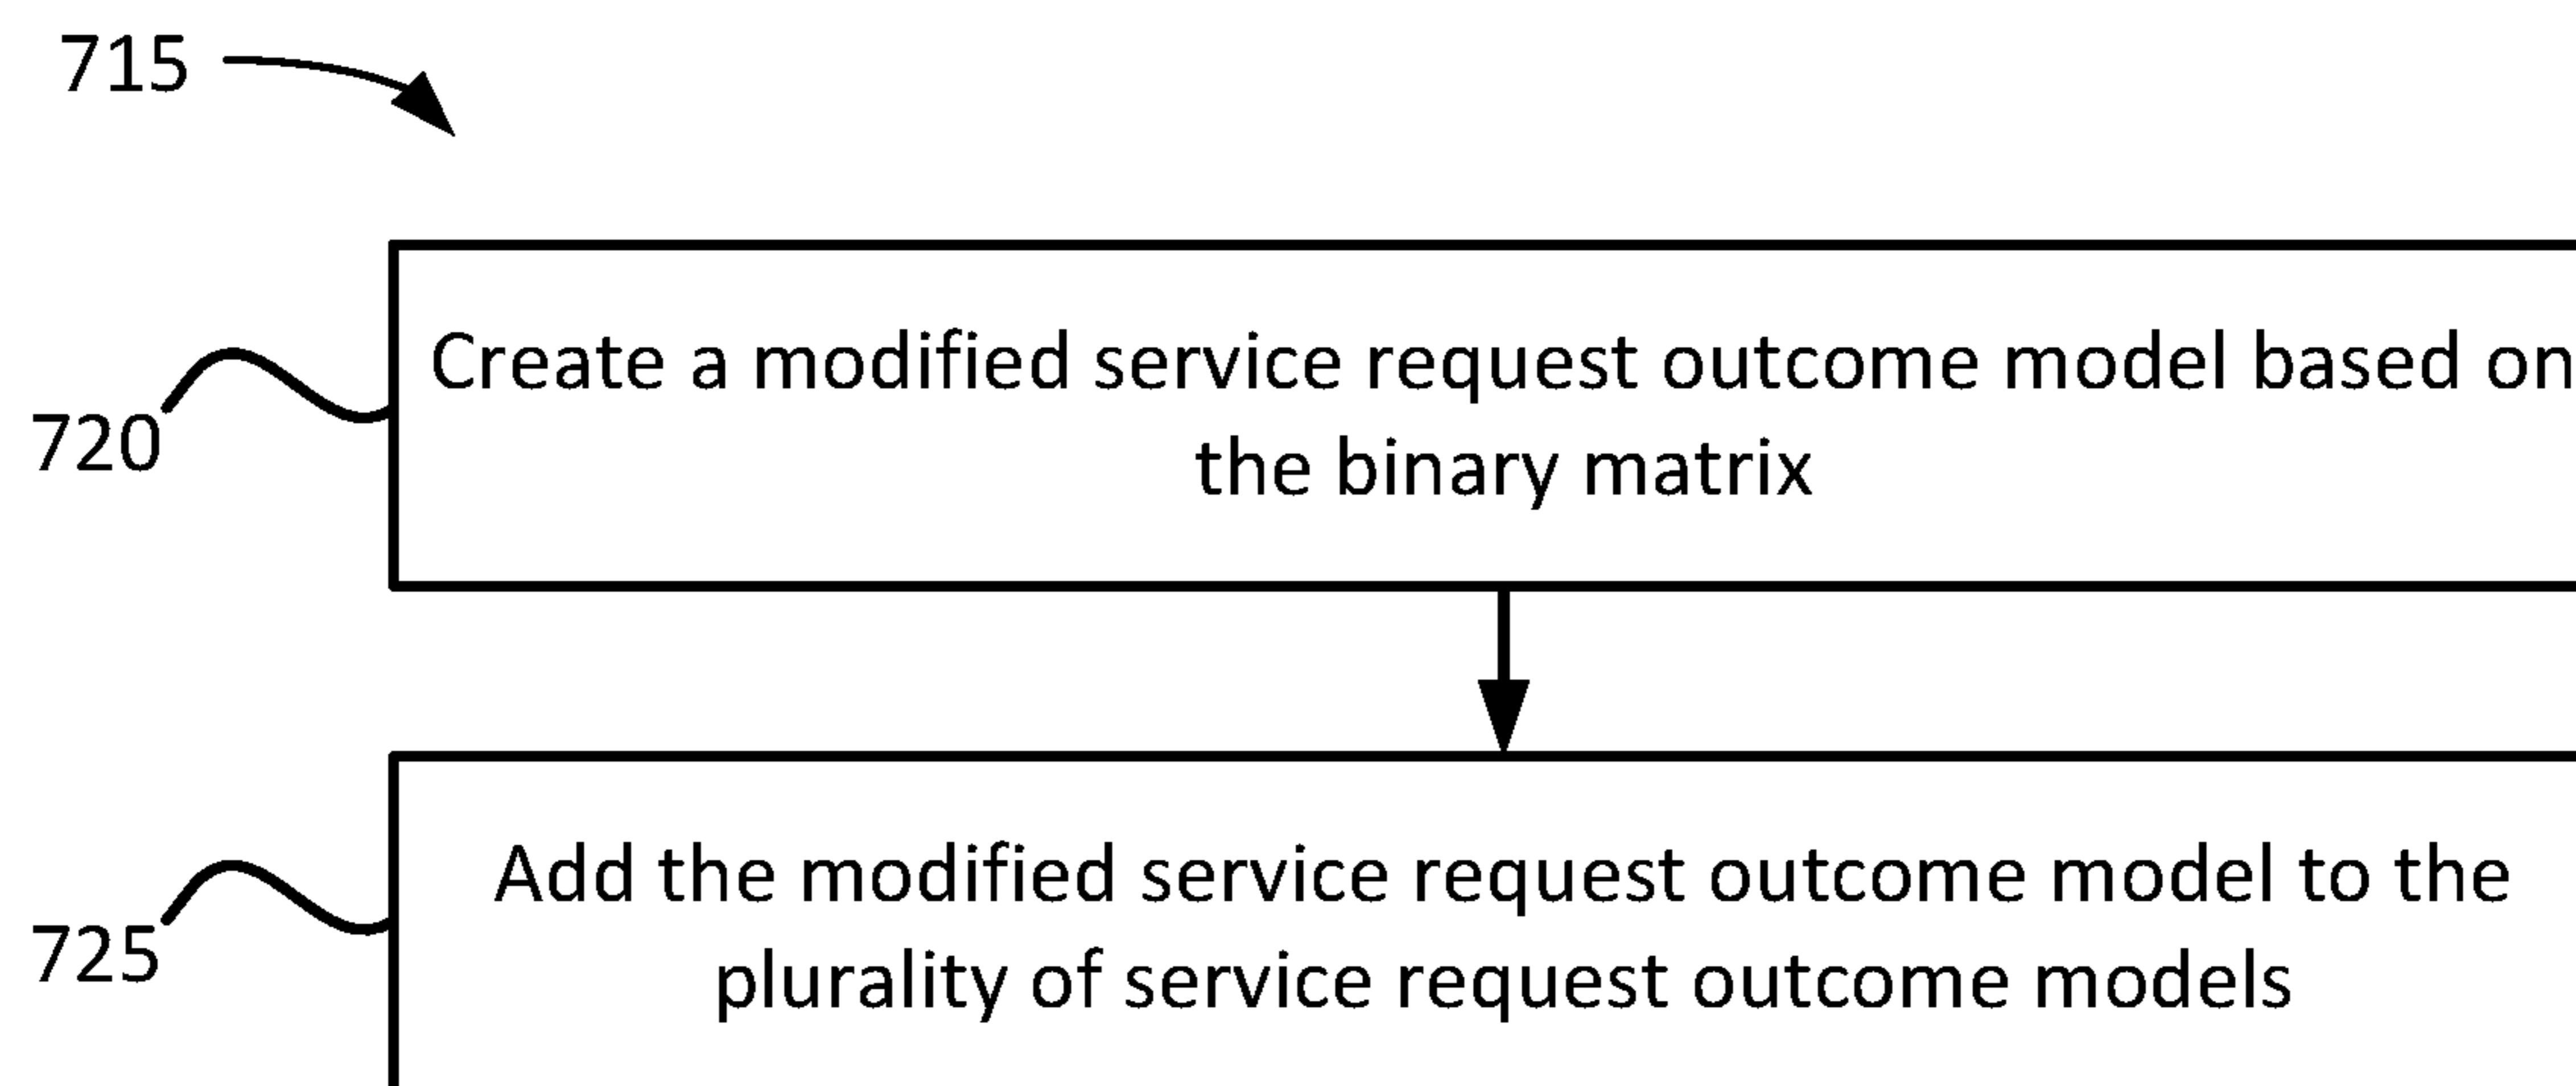 715
Create a modified service request outcome model based on
the binary matrix
720
Add the modified service request outcome model to the
plurality of service request outcome models
725